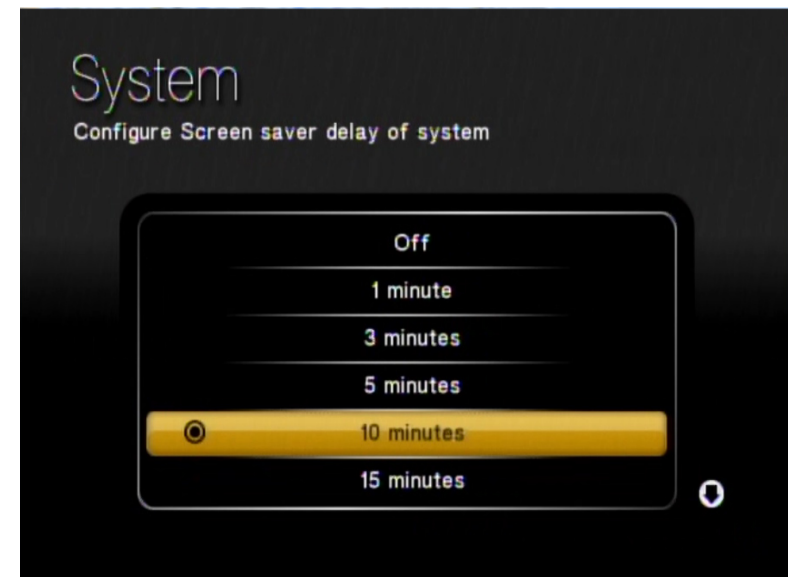 System
Configure Screen saver delay of system
Off
1 minute
3 minutes
5 minutes
10 minutes
15 minutes